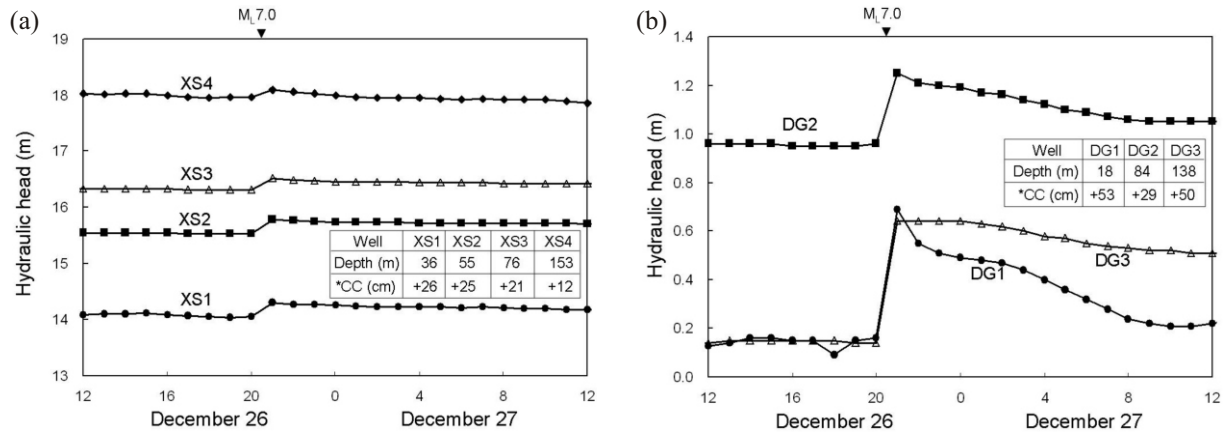 (a)
M_L7.0
19
18
17
16
15
14
13
Hydraulic head (m)
XS4
XS3
XS2
XS1
Well XS1 XS2 XS3 XS4
Depth (m) 36 55 76 153
*CC (cm) +26 +25 +21 +12
12 16 20 0 4 8 12
December 26 December 27
(b)
M_L7.0
1.4
1.2
1.0
0.8
0.6
0.4
0.2
0.0
Hydraulic head (m)
DG2
Well DG1 DG2 DG3
Depth (m) 18 84 138
*CC (cm) +53 +29 +50
DG3
DG1
12 16 20 0 4 8 12
December 26 December 27